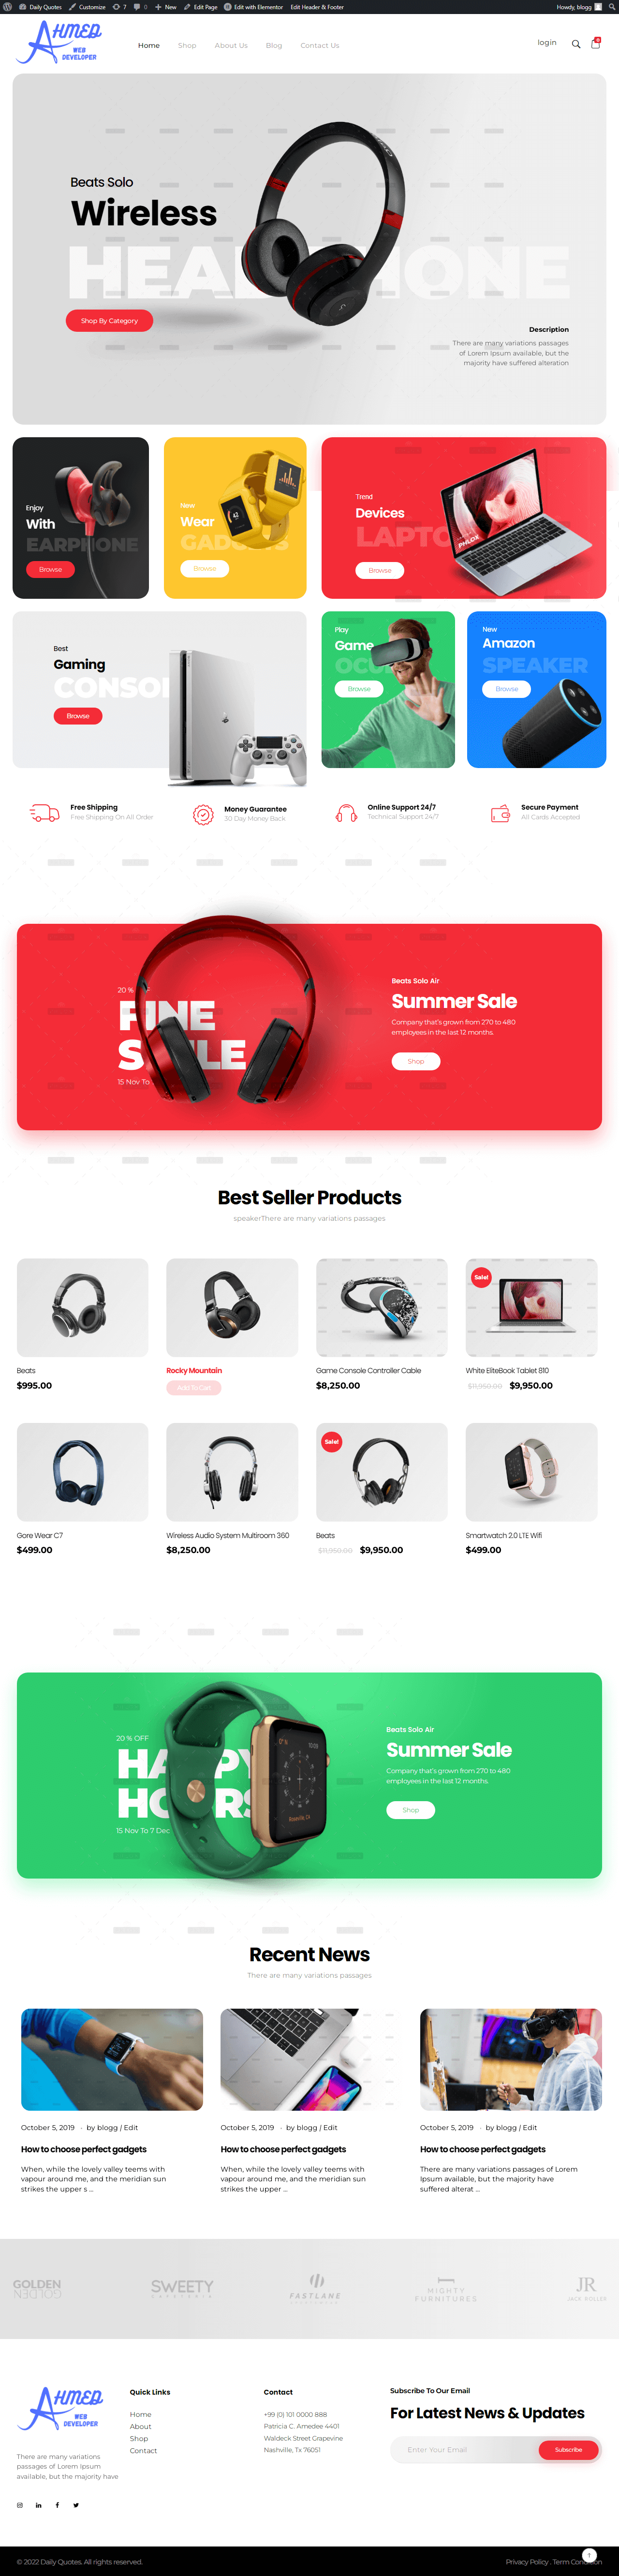 Daily Quotes Customize 7 0 New Edit Page Edit with Elementor Edit Header & Footer Howdy, blogg
AHMED
WEB
DEVELOPER
Home Shop About Us Blog Contact Us login 0
Beats Solo
Wireless
Shop By Category
Description
There are many variations passages
of Lorem ipsum available, but the
majority have suffered alteration
Enjoy
With
EARPHONE
Browse
New
Wear
GADGETS
Browse
Trend
Devices
Browse
PHLOX
Best
Gaming
Browse
Play
Game
Browse
New
Amazon
SPEAKER
Browse
Free Shipping
Free Shipping On All Order
Money Guarantee
30 Day Money Back
Online Support 24/7
Technical Support 24/7
Secure Payment
All Cards Accepted
20 %
FINE
15 Nov To
Beats Solo Air
Summer Sale
Company that's grown from 270 to 480
employees in the last 12 months.
Shop
Best Seller Products
speakerThere are many variations passages
Sale!
Beats
$995.00
Rocky Mountain
Add To Cart
Game Console Controller Cable
$8,250.00
White EliteBook Tablet 810
$11,950.00 $9,950.00
Sale!
Gore Wear C7
$499.00
Wireless Audio System Multiroom 360
$8,250.00
Beats
$11,950.00 $9,950.00
Smartwatch 2.0 LTE Wifi
$499.00
20 % OFF
15 Nov To 7 Dec
Beats Solo Air
Summer Sale
Company that's grown from 270 to 480
employees in the last 12 months.
Shop
Recent News
There are many variations passages
October 5, 2019 · by blogg / Edit
How to choose perfect gadgets
When, while the lovely valley teems with
vapour around me, and the meridian sun
strikes the upper s ...
October 5, 2019 · by blogg / Edit
How to choose perfect gadgets
When, while the lovely valley teems with
vapour around me, and the meridian sun
strikes the upper ...
October 5, 2019 · by blogg / Edit
How to choose perfect gadgets
There are many variations passages of Lorem
Ipsum available, but the majority have
suffered alterat ...
GOLDEN
SWEETY
FASTLANE
MIGHTY
FURNITURES
JR
JACK ROLLER
AHMED
WEB
DEVELOPER
There are many variations
passages of Lorem Ipsum
available, but the majority have
Quick Links
Home
About
Shop
Contact
Contact
+99 (0) 101 0000 888
Patricia C. Amedee 4401
Waldeck Street Grapevine
Nashville, Tx 76051
Subscribe To Our Email
For Latest News & Updates
Enter Your Email
Subscribe
© 2022 Daily Quotes. All rights reserved.
Privacy Policy . Term Condition